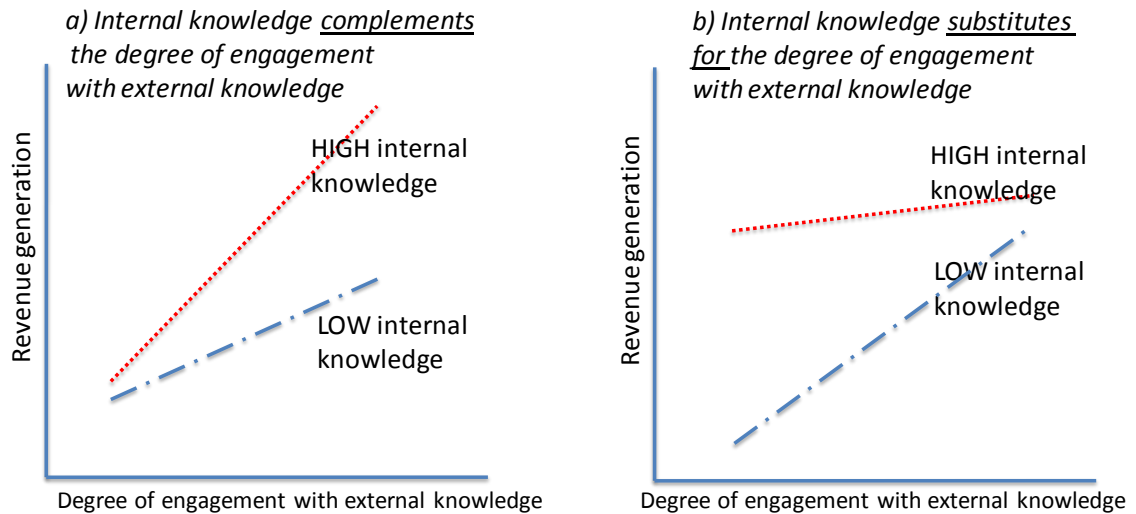 a) Internal knowledge complements
the degree of engagement
with external knowledge
HIGH internal
knowledge
LOW internal
knowledge
Revenue generation
Degree of engagement with external knowledge
b) Internal knowledge substitutes
for the degree of engagement
with external knowledge
HIGH internal
knowledge
LOW internal
knowledge
Revenue generation
Degree of engagement with external knowledge